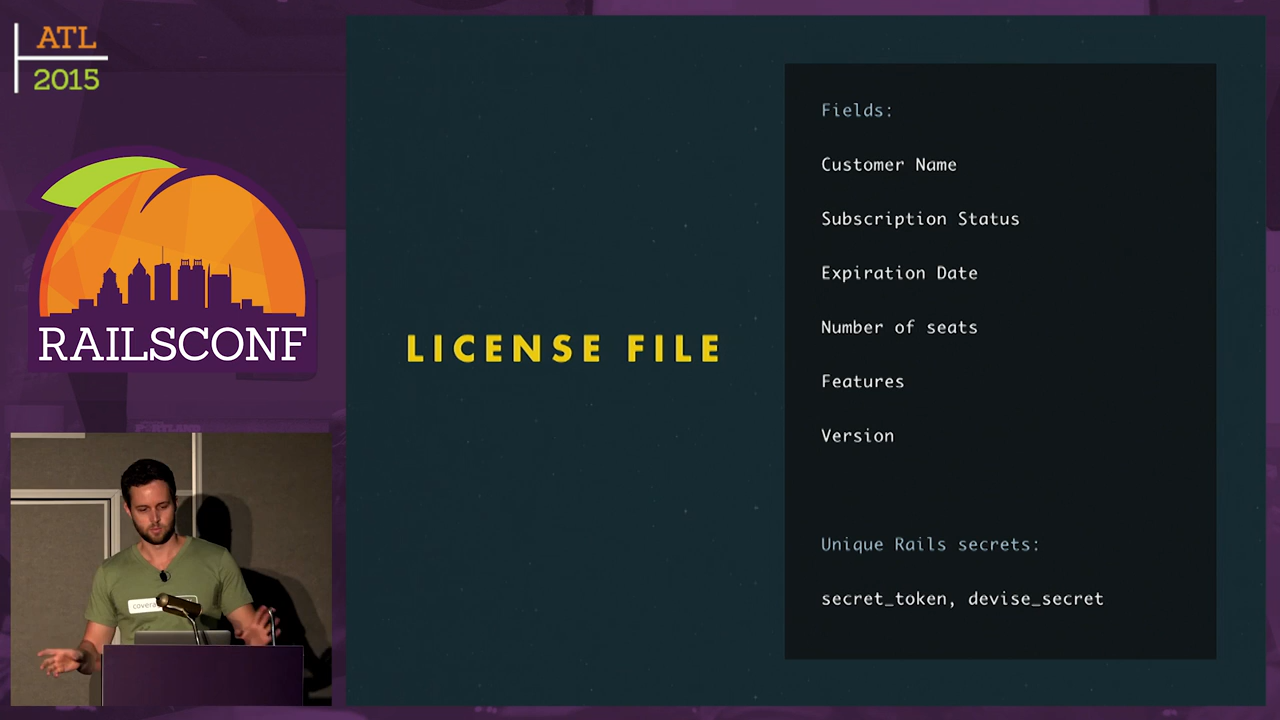 ATL
2015
RAILSCONF
LICENSE FILE
Fields:
Customer Name
Subscription Status
Expiration Date
Number of seats
Features
Version
Unique Rails secrets:
secret_token, devise_secret